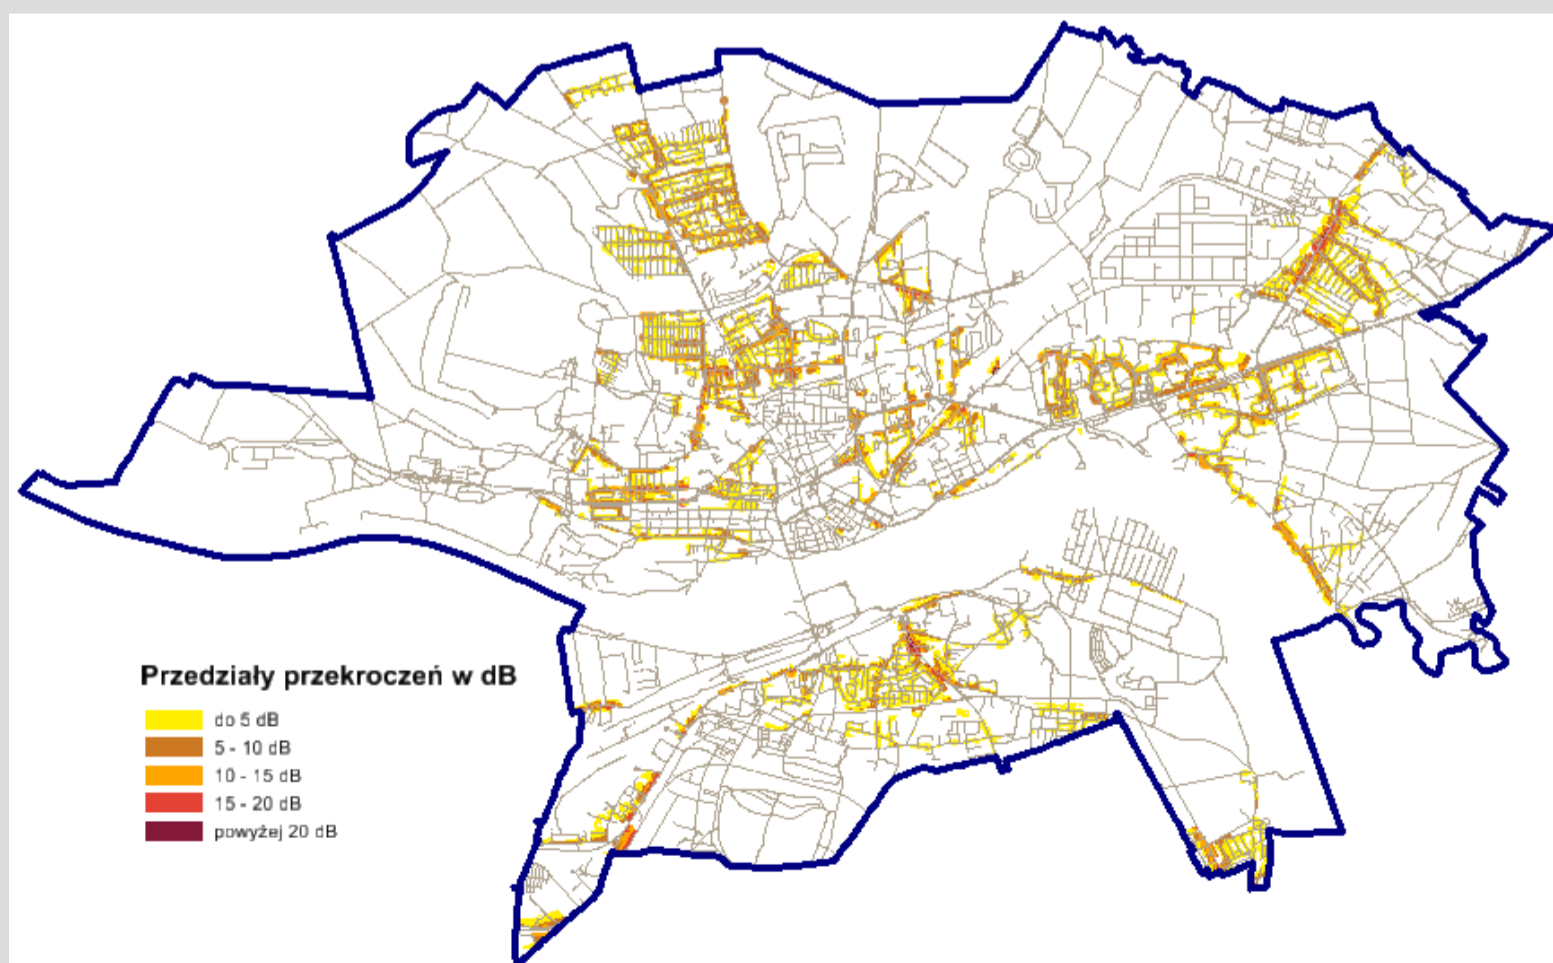 Przedziały przekroczeń w dB
do 5 dB
5 - 10 dB
10 - 15 dB
15 - 20 dB
powyżej 20 dB